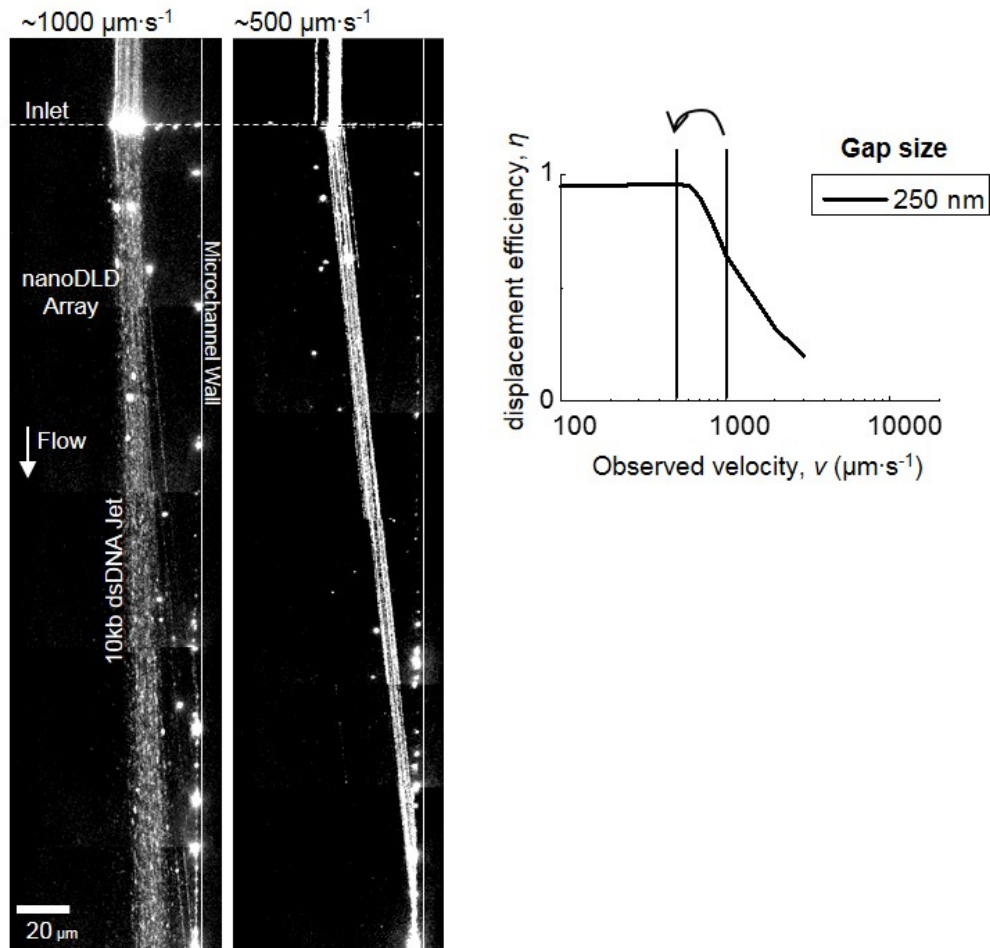 ~1000 µm·s⁻¹
~500 µm·s⁻¹
Inlet
nanoDLD
Array
Flow
10kb dsDNA Jet
Microchannel Wall
20 µm
displacement efficiency, η
1
0
100
1000
10000
Observed velocity, v (µm·s⁻¹)
Gap size
250 nm